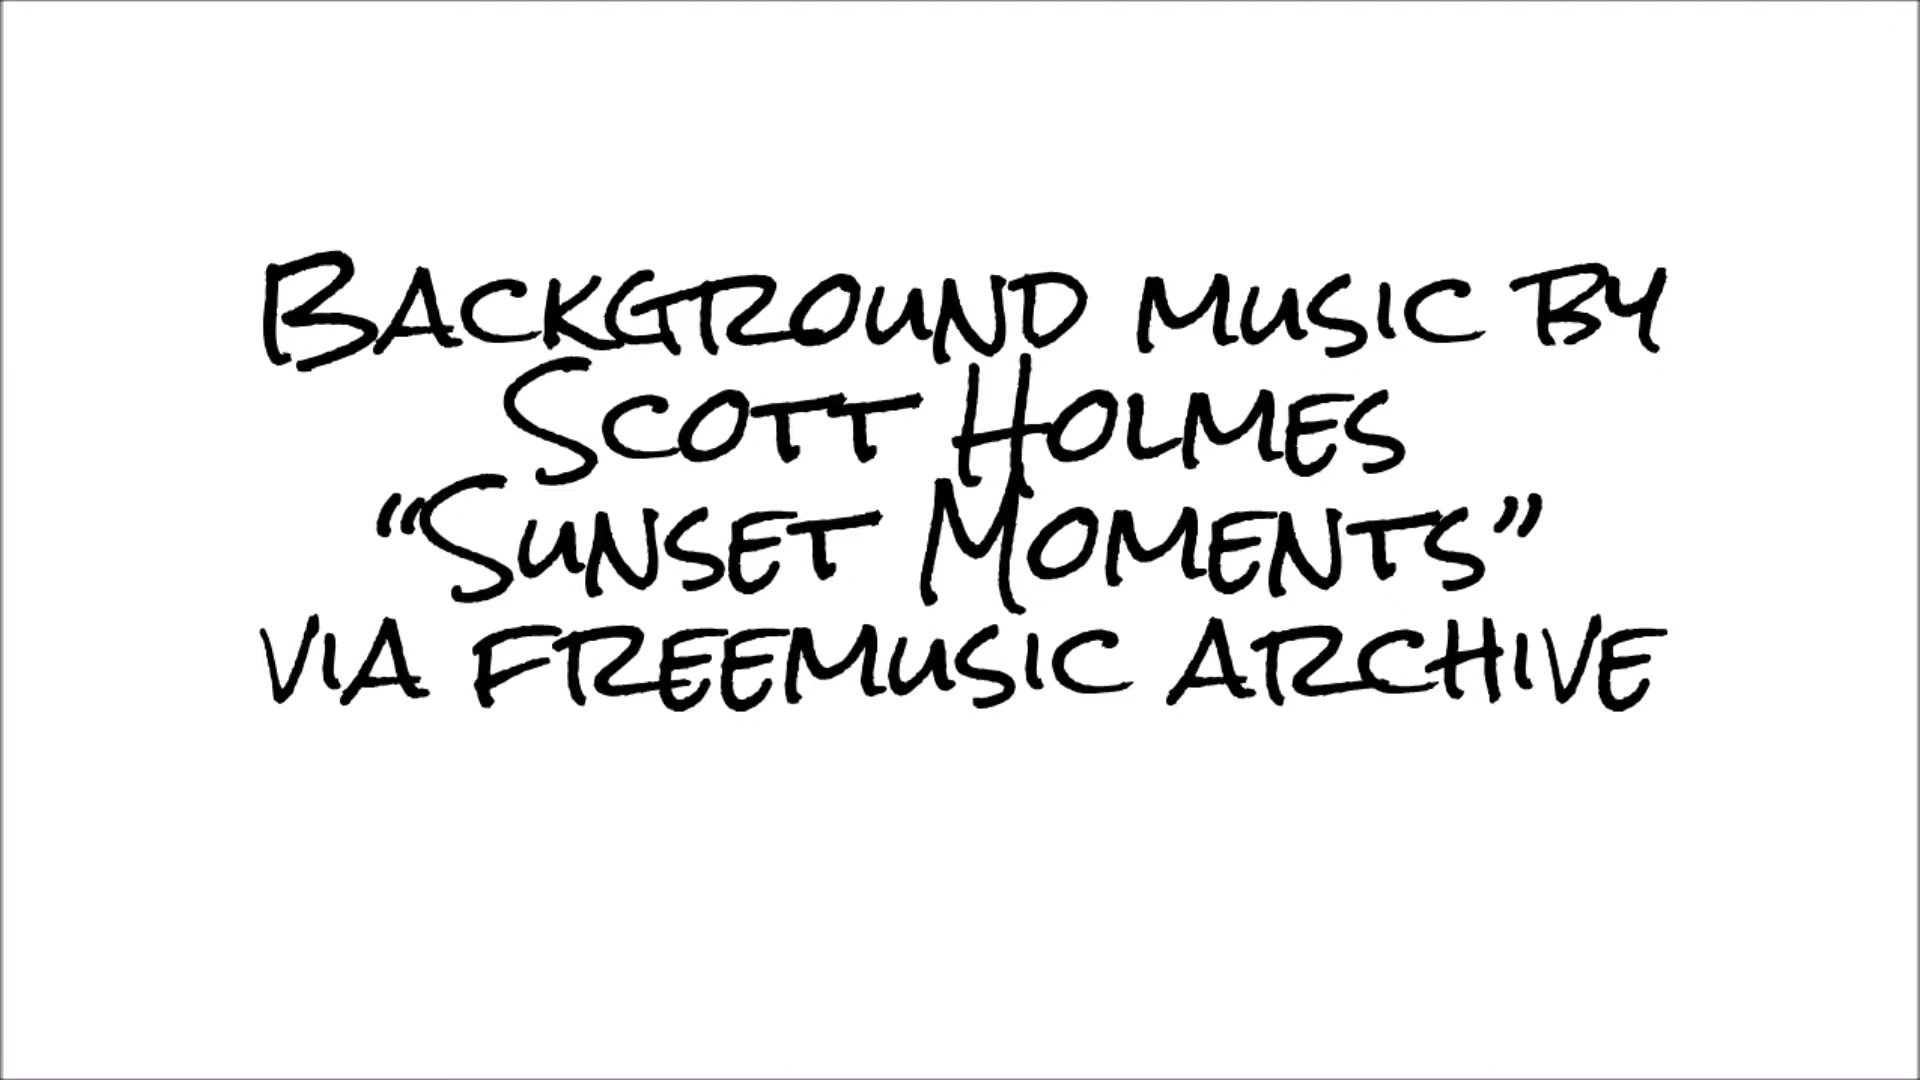 Background music by
Scott Holmes
“Sunset Moments”
via freemusic archive